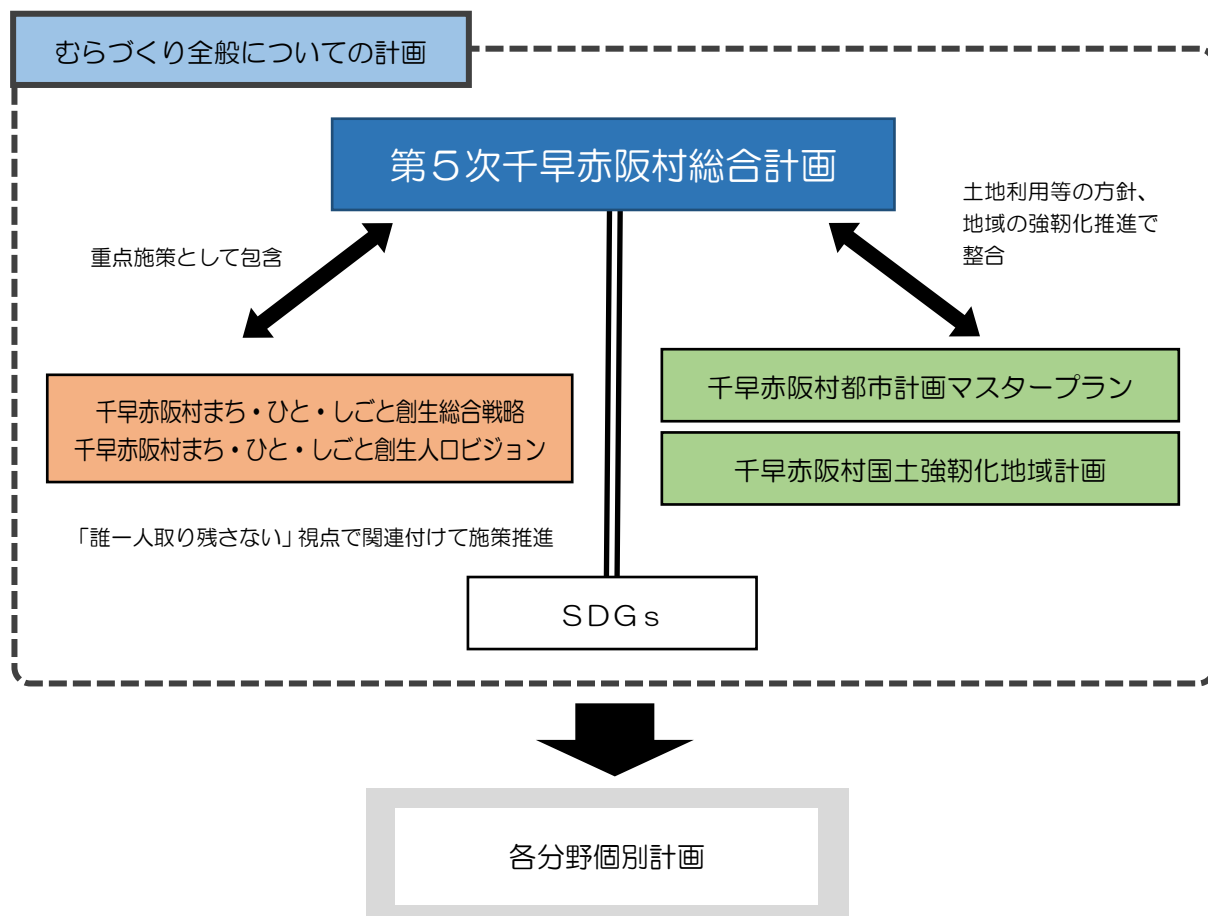 むらづくり全般についての計画
第５次千早赤阪村総合計画
重点施策として包含
土地利用等の方針、
地域の強靭化推進で
整合
千早赤阪村まち・ひと・しごと創生総合戦略
千早赤阪村まち・ひと・しごと創生人口ビジョン
千早赤阪村都市計画マスタープラン
千早赤阪村国土強靭化地域計画
「誰一人取り残さない」視点で関連付けて施策推進
ＳＤＧｓ
各分野個別計画